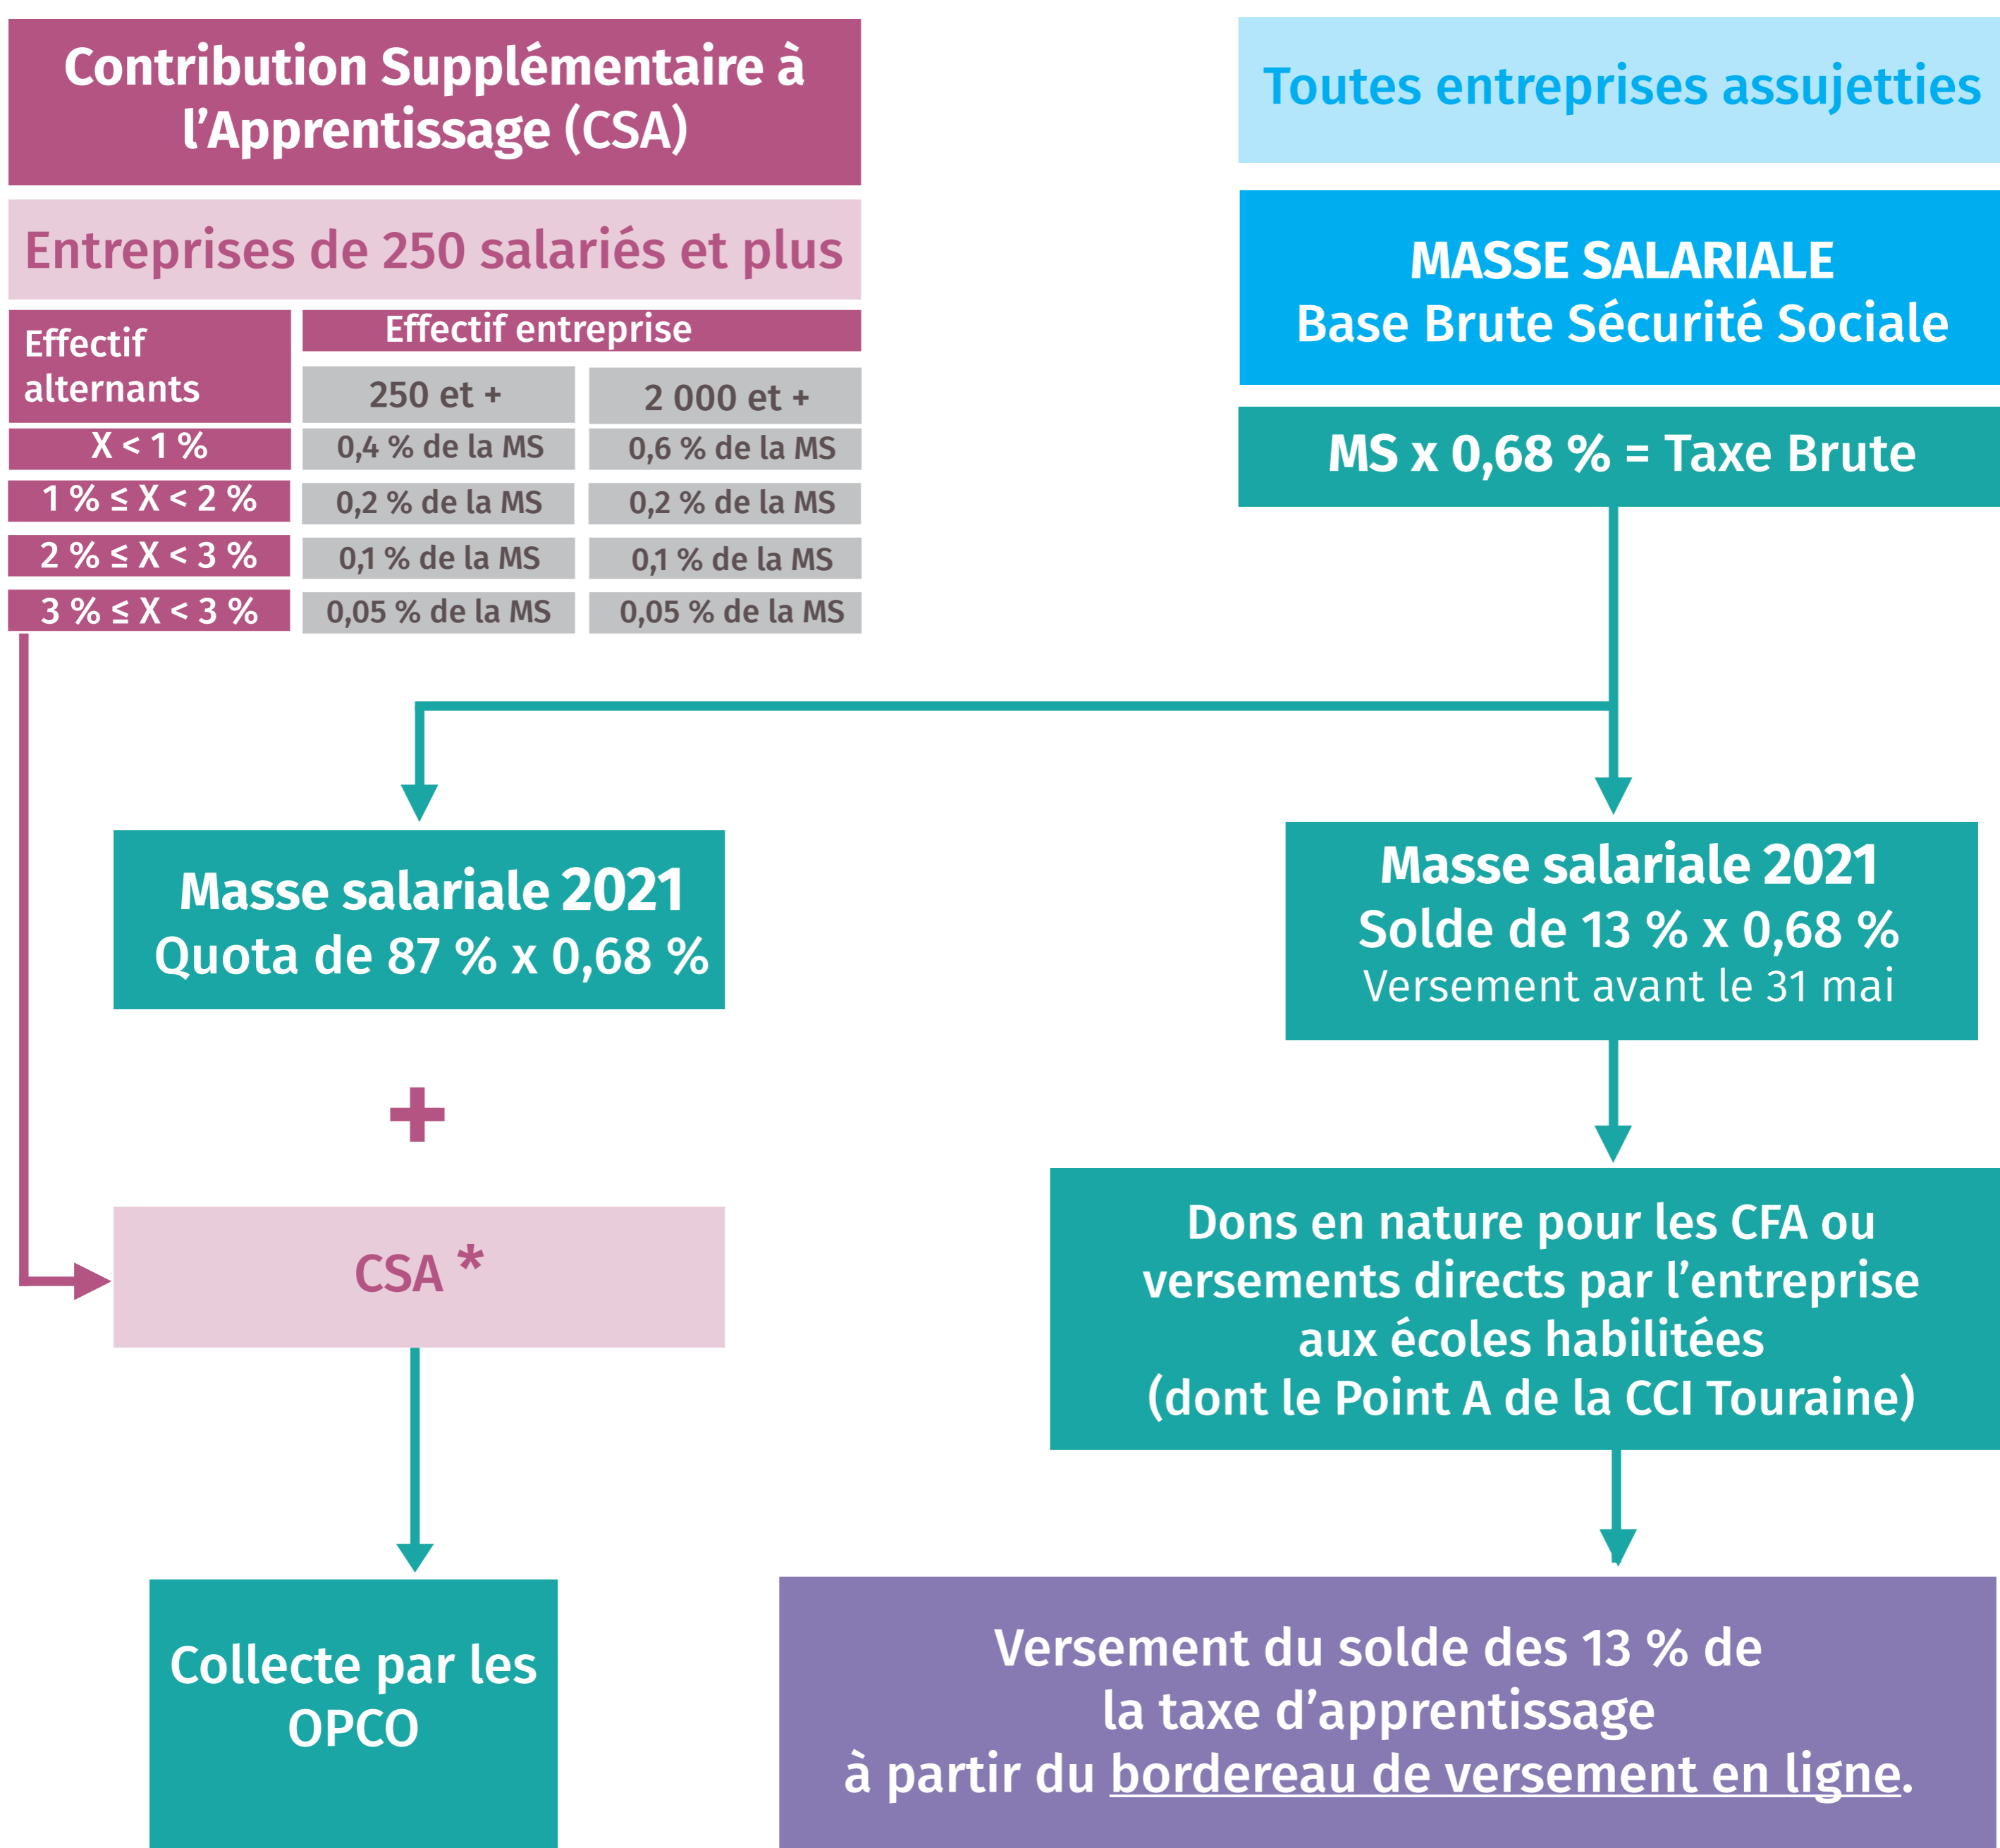 Contribution Supplémentaire à
l'Apprentissage (CSA)
Entreprises de 250 salariés et plus
Effectif
alternants
Effectif entreprise
250 et +
2 000 et +
X < 1 %
0,4 % de la MS
0,6 % de la MS
1 % ≤ X < 2 %
0,2 % de la MS
0,2 % de la MS
2 % ≤ X < 3 %
0,1 % de la MS
0,1 % de la MS
3 % ≤ X < 3 %
0,05 % de la MS
0,05 % de la MS
Toutes entreprises assujetties
MASSE SALARIALE
Base Brute Sécurité Sociale
MS x 0,68 % = Taxe Brute
Masse salariale 2021
Quota de 87 % x 0,68 %
+
CSA *
Collecte par les
OPCO
Masse salariale 2021
Solde de 13 % x 0,68 %
Versement avant le 31 mai
Dons en nature pour les CFA ou
versements directs par l'entreprise
aux écoles habilitées
(dont le Point A de la CCI Touraine)
Versement du solde des 13 % de
la taxe d'apprentissage
à partir du bordereau de versement en ligne.